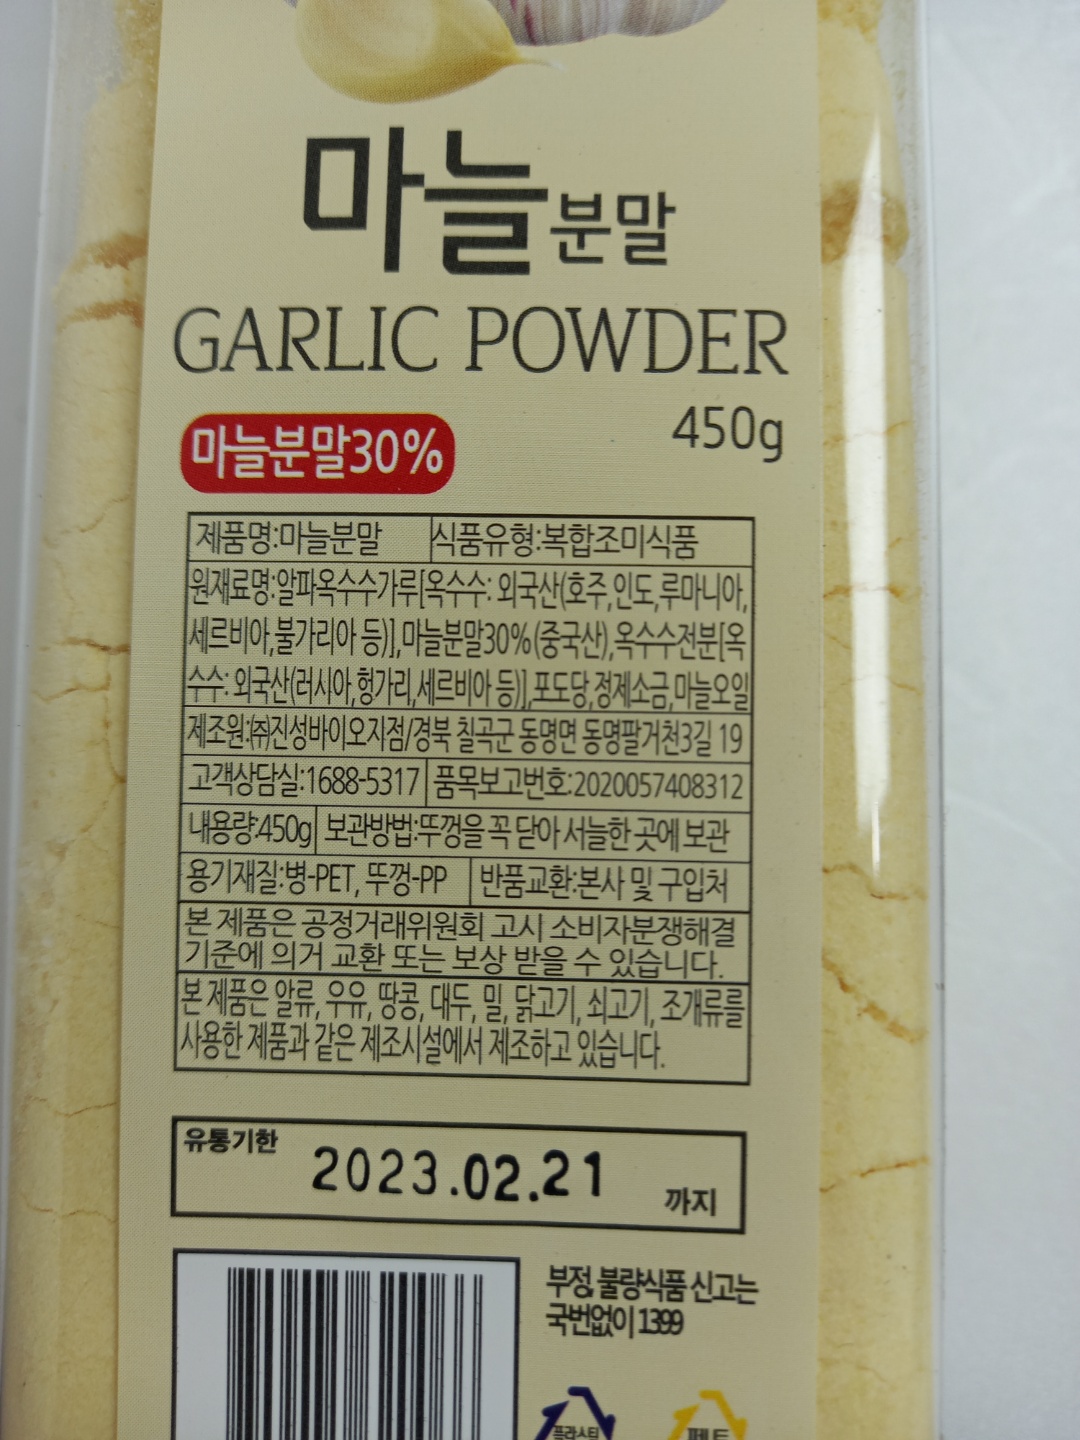 마늘분말
GARLIC POWDER
450g
마늘분말30%
제품명:마늘분말 식품유형:복합조미식품
원재료명:알파옥수수가루[옥수수: 외국산(호주,인도,루마니아,
세르비아,불가리아 등)],마늘분말30%(중국산),옥수수전분[옥
수수: 외국산(러시아,헝가리,세르비아 등)],포도당,정제소금,마늘오일
제조원:㈜진성바이오지점/경북 칠곡군 동명면 동명팔거천3길 19
고객상담실:1688-5317 품목보고번호:2020057408312
내용량:450g 보관방법:뚜껑을 꼭 닫아 서늘한 곳에 보관
용기재질:병-PET, 뚜껑-PP 반품교환:본사 및 구입처
본 제품은 공정거래위원회 고시 소비자분쟁해결
기준에 의거 교환 또는 보상 받을 수 있습니다.
본 제품은 알류, 우유, 땅콩, 대두, 밀, 닭고기, 쇠고기, 조개류를
사용한 제품과 같은 제조시설에서 제조하고 있습니다.
유통기한
2023.02.21 까지
부정,불량식품 신고는
국번없이 1399
플라스틱 페트